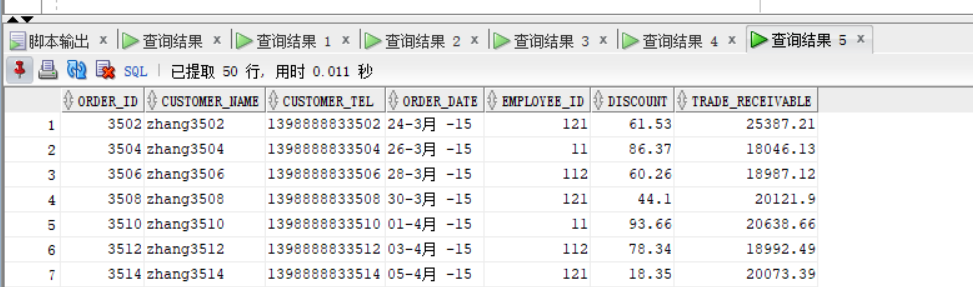 脚本输出 × 查询结果 × 查询结果 1 × 查询结果 2 × 查询结果 3 × 查询结果 4 × 查询结果 5 ×
SQL | 已提取 50 行, 用时 0.011 秒
ORDER_ID CUSTOMER_NAME CUSTOMER_TEL ORDER_DATE EMPLOYEE_ID DISCOUNT TRADE_RECEIVABLE
1 3502 zhang3502 1398888833502 24-3月 -15 121 61.53 25387.21
2 3504 zhang3504 1398888833504 26-3月 -15 11 86.37 18046.13
3 3506 zhang3506 1398888833506 28-3月 -15 112 60.26 18987.12
4 3508 zhang3508 1398888833508 30-3月 -15 121 44.1 20121.9
5 3510 zhang3510 1398888833510 01-4月 -15 11 93.66 20638.66
6 3512 zhang3512 1398888833512 03-4月 -15 112 78.34 18992.49
7 3514 zhang3514 1398888833514 05-4月 -15 121 18.35 20073.39